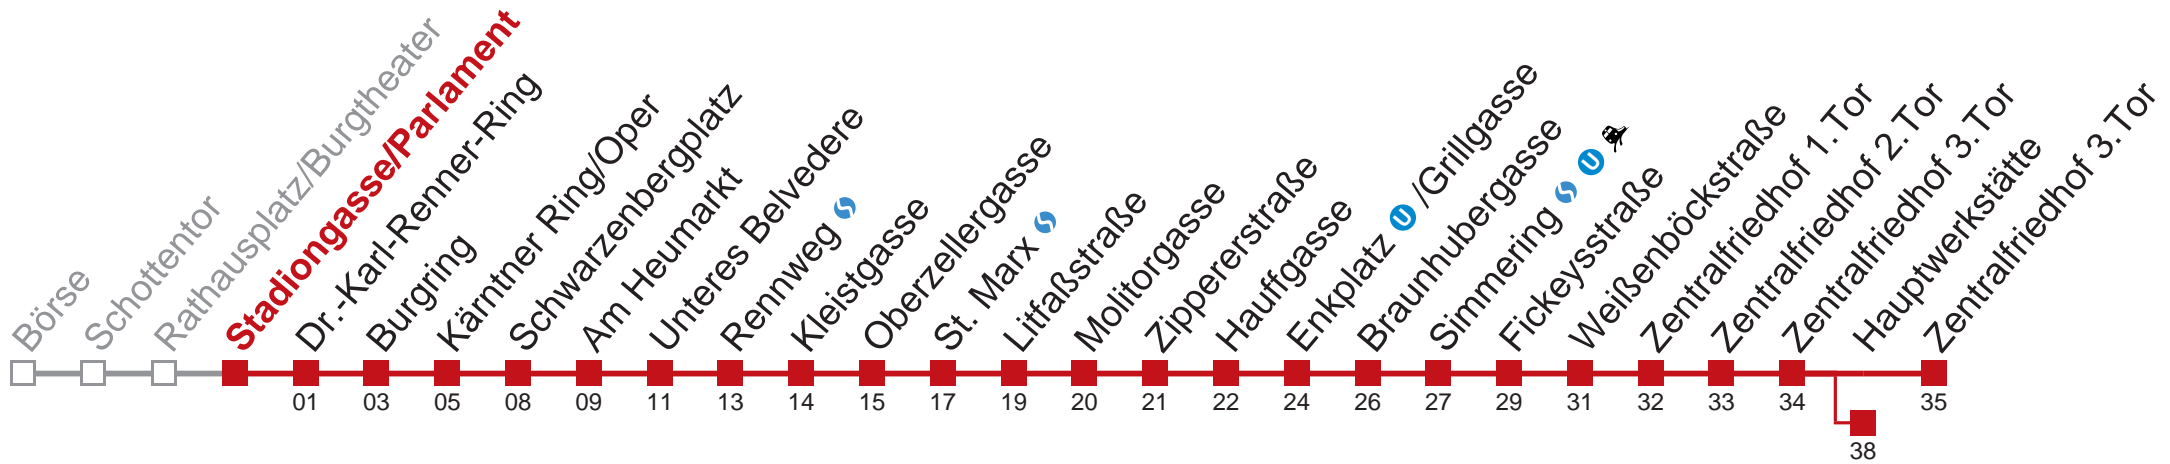 Börse
Schottentor
Rathausplatz/Burgtheater
Stadiongasse/Parlament
Dr.-Karl-Renner-Ring
Burgring
Kärntner Ring/Oper
Schwarzenbergplatz
Am Heumarkt
Unteres Belvedere
Rennweg S
Kleistgasse
Oberzellergasse
St. Marx S
Litfaßstraße
Molitorgasse
Zippererstraße
Hauffgasse
Enkplatz U /Grillgasse
Braunhubergasse
Simmering S U
Fickeysstraße
Weißenböckstraße
Zentralfriedhof 1.Tor
Zentralfriedhof 2.Tor
Zentralfriedhof 3.Tor
Hauptwerkstätte
Zentralfriedhof 3.Tor
01 03 05 08 09 11 13 14 15 17 19 20 21 22 24 26 27 29 31 32 33 34 35
38